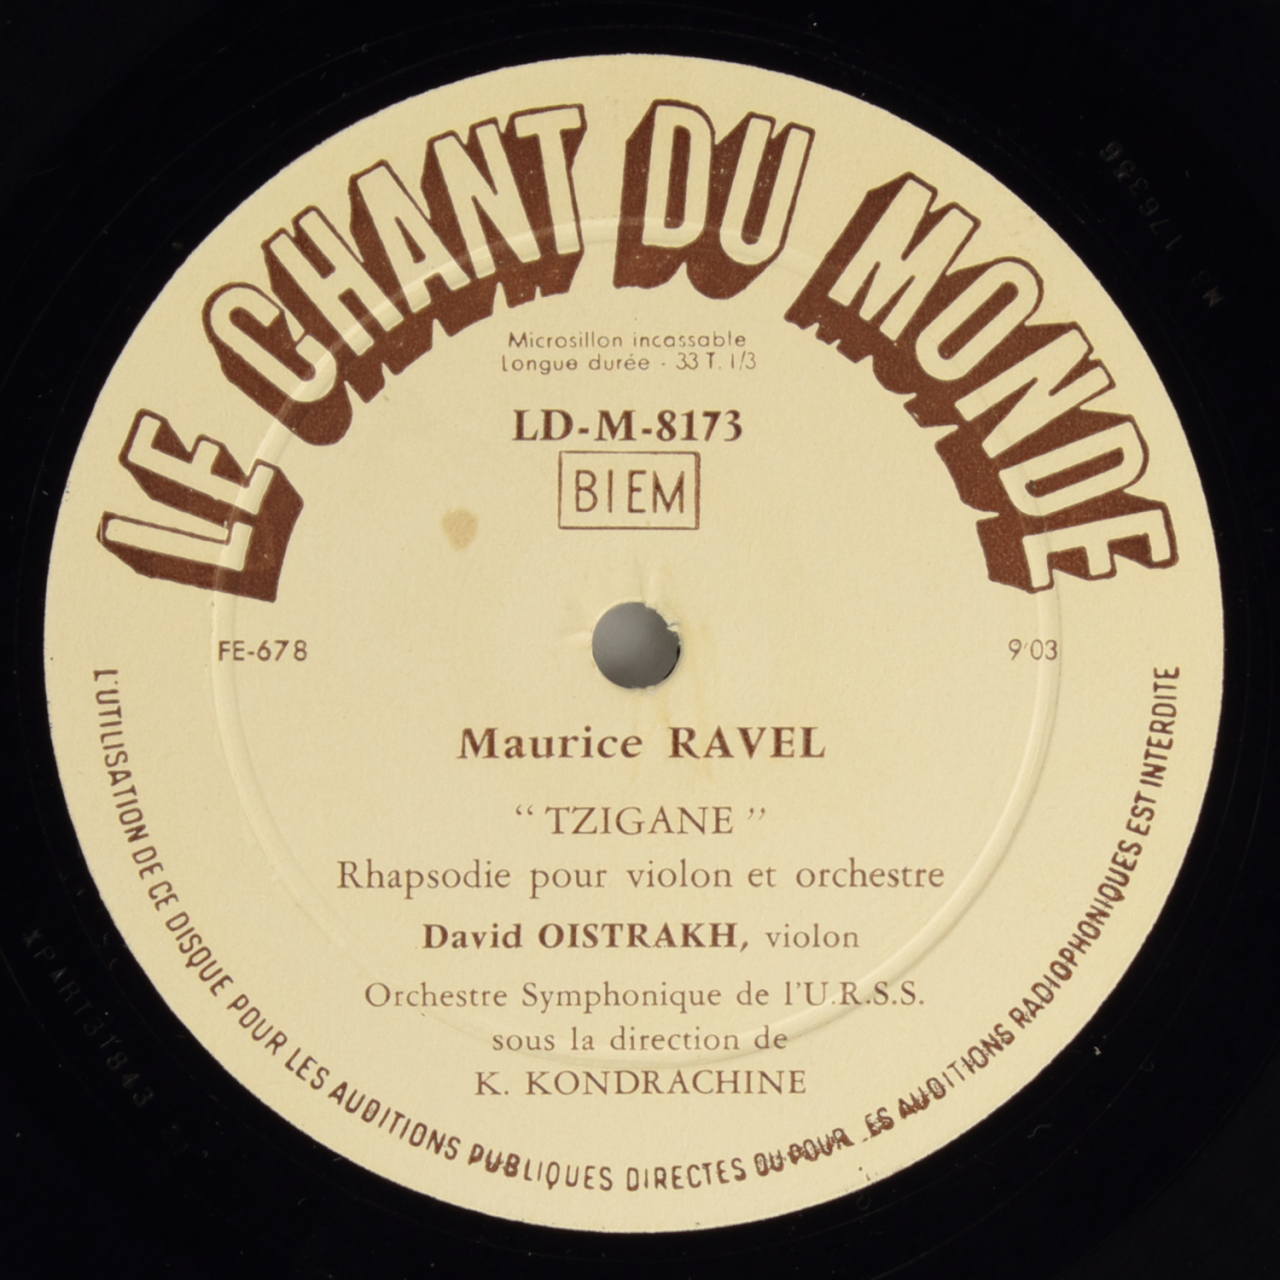 LE CHANT DU MONDE
Microsillon incassable
Longue durée - 33 T. 1/3
LD-M-8173
BIEM
FE-678
9'03
Maurice RAVEL
“ TZIGANE ”
Rhapsodie pour violon et orchestre
David OISTRAKH, violon
Orchestre Symphonique de l'U.R.S.S.
sous la direction de
K. KONDRACHINE
L'UTILISATION DE CE DISQUE POUR LES AUDITIONS PUBLIQUES DIRECTES OU POUR LES AUDITIONS RADIOPHONIQUES EST INTERDITE
XPART31843